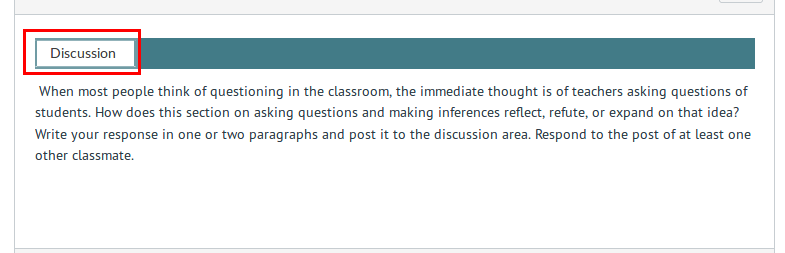 Discussion
When most people think of questioning in the classroom, the immediate thought is of teachers asking questions of
students. How does this section on asking questions and making inferences reflect, refute, or expand on that idea?
Write your response in one or two paragraphs and post it to the discussion area. Respond to the post of at least one
other classmate.